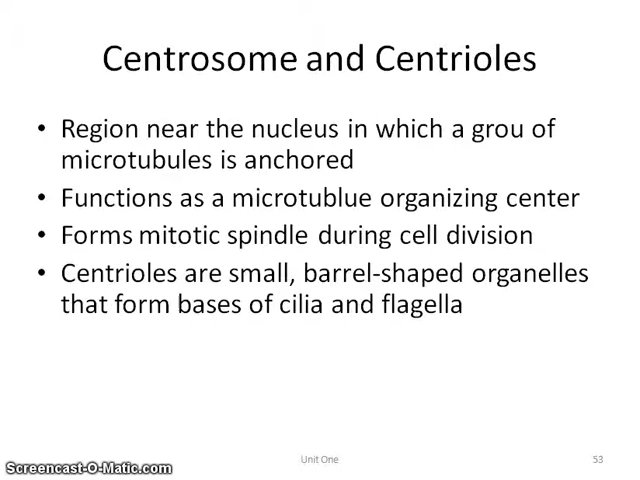 Centrosome and Centrioles
• Region near the nucleus in which a grou of
microtubules is anchored
• Functions as a microtublue organizing center
• Forms mitotic spindle during cell division
• Centrioles are small, barrel-shaped organelles
that form bases of cilia and flagella
Unit One
53
Screencast-O-Matic.com